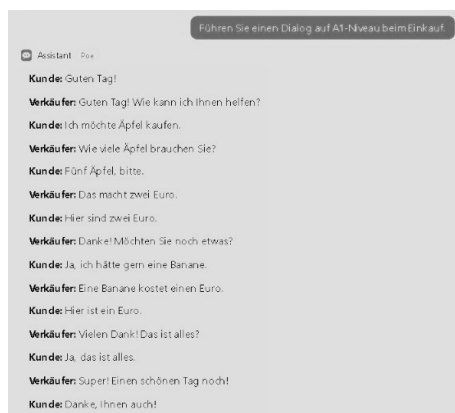 Führen Sie einen Dialog auf A1-Niveau beim Einkauf.
Assistant Poe
Kunde: Guten Tag!
Verkäufer: Guten Tag! Wie kann ich Ihnen helfen?
Kunde: Ich möchte Äpfel kaufen.
Verkäufer: Wie viele Äpfel brauchen Sie?
Kunde: Fünf Äpfel, bitte.
Verkäufer: Das macht zwei Euro.
Kunde: Hier sind zwei Euro.
Verkäufer: Danke! Möchten Sie noch etwas?
Kunde: Ja, ich hätte gern eine Banane.
Verkäufer: Eine Banane kostet einen Euro.
Kunde: Hier ist ein Euro.
Verkäufer: Vielen Dank! Das ist alles?
Kunde: Ja, das ist alles.
Verkäufer: Super! Einen schönen Tag noch!
Kunde: Danke, Ihnen auch!